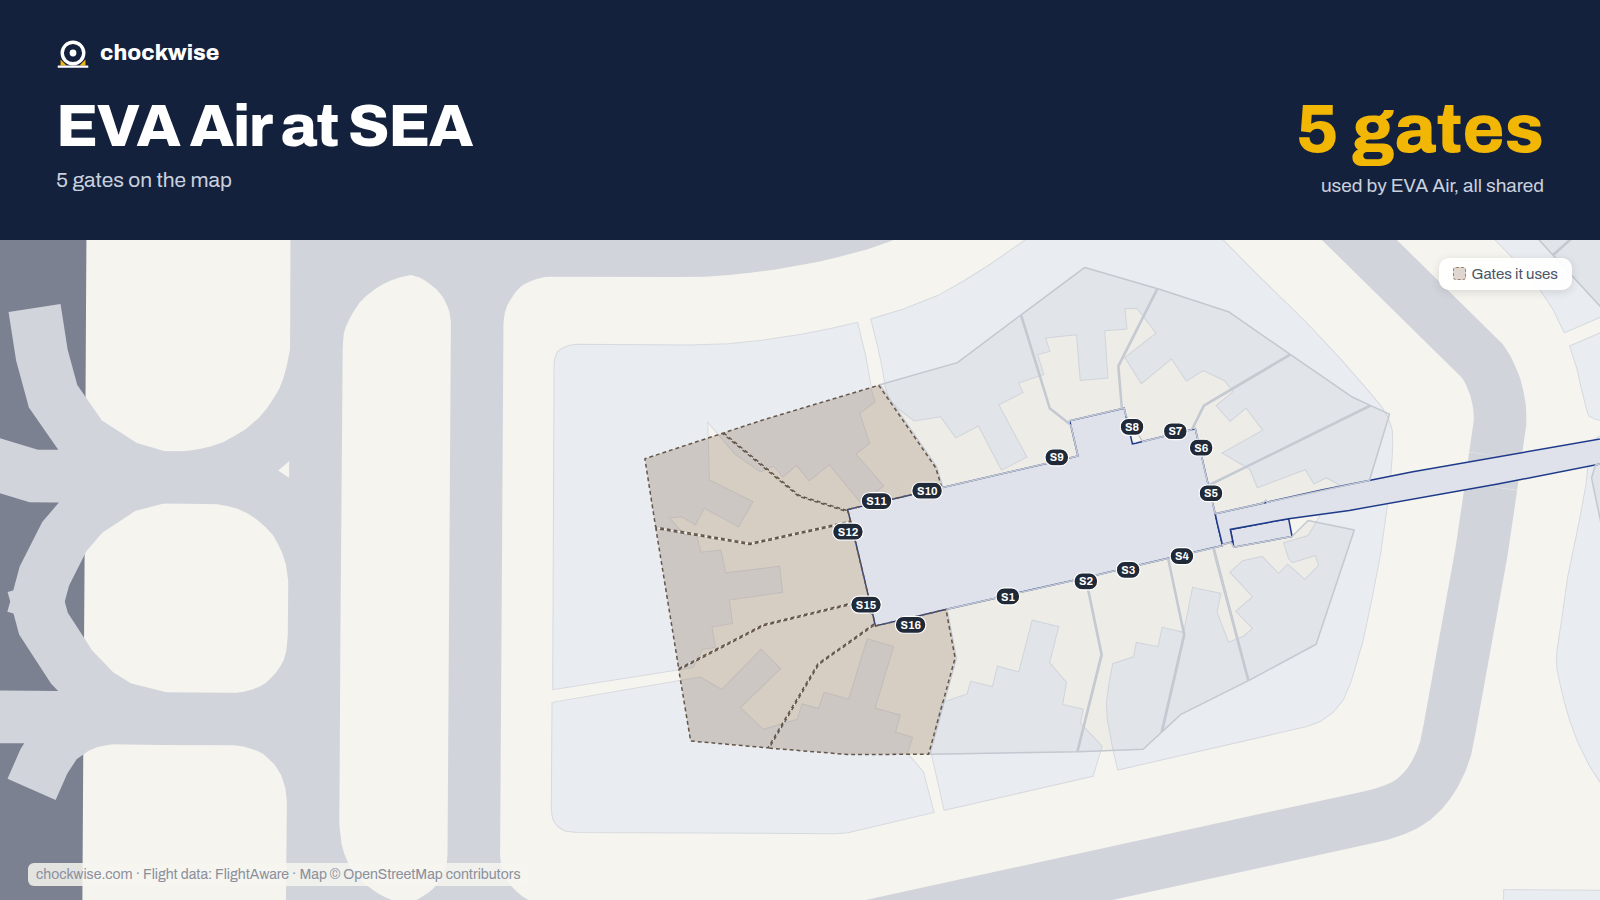 chockwise
EVA Air at SEA
5 gates on the map
5 gates
used by EVA Air, all shared
Gates it uses
S8
S7
S6
S9
S5
S10
S11
S12
S4
S3
S2
S1
S15
S16
chockwise.com · Flight data: FlightAware · Map © OpenStreetMap contributors